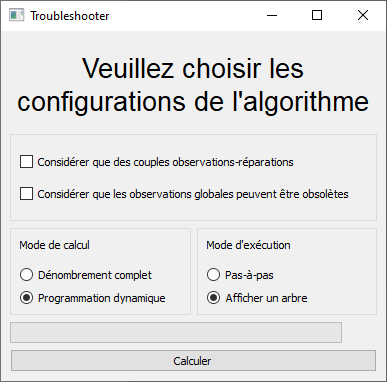 Troubleshooter
Veuillez choisir les
configurations de l'algorithme
Considérer que des couples observations-réparations
Considérer que les observations globales peuvent être obsolètes
Mode de calcul
Dénombrement complet
Programmation dynamique
Mode d'exécution
Pas-à-pas
Afficher un arbre
Calculer